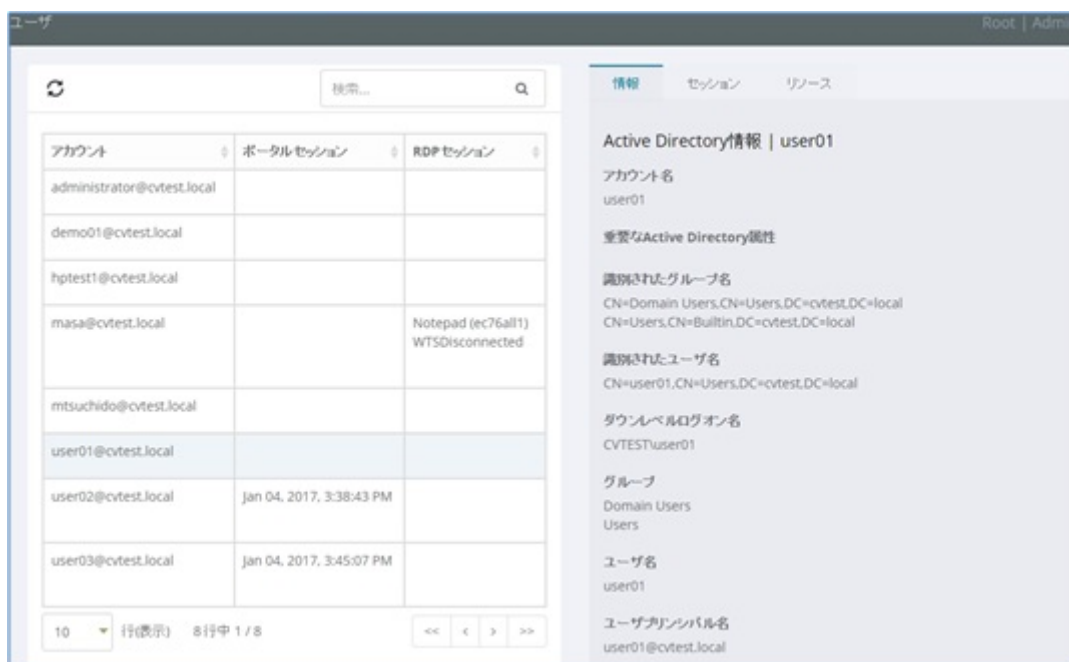 ユーザ
Root | Admi
検索...
アカウント ポータル セッション RDP セッション
administrator@cvtest.local
demo01@cvtest.local
hptest1@cvtest.local
masa@cvtest.local Notepad (ec76all1)
WTSDisconnected
mtsuchido@cvtest.local
user01@cvtest.local
user02@cvtest.local Jan 04, 2017, 3:38:43 PM
user03@cvtest.local Jan 04, 2017, 3:45:07 PM
10 行(表示) 8行中 1 / 8 << < > >>
情報 セッション リソース
Active Directory情報 | user01
アカウント名
user01
重要なActive Directory属性
識別されたグループ名
CN=Domain Users,CN=Users,DC=cvtest,DC=local
CN=Users,CN=Builtin,DC=cvtest,DC=local
識別されたユーザ名
CN=user01,CN=Users,DC=cvtest,DC=local
ダウンレベルログオン名
CVTEST\user01
グループ
Domain Users
Users
ユーザ名
user01
ユーザプリンシパル名
user01@cvtest.local